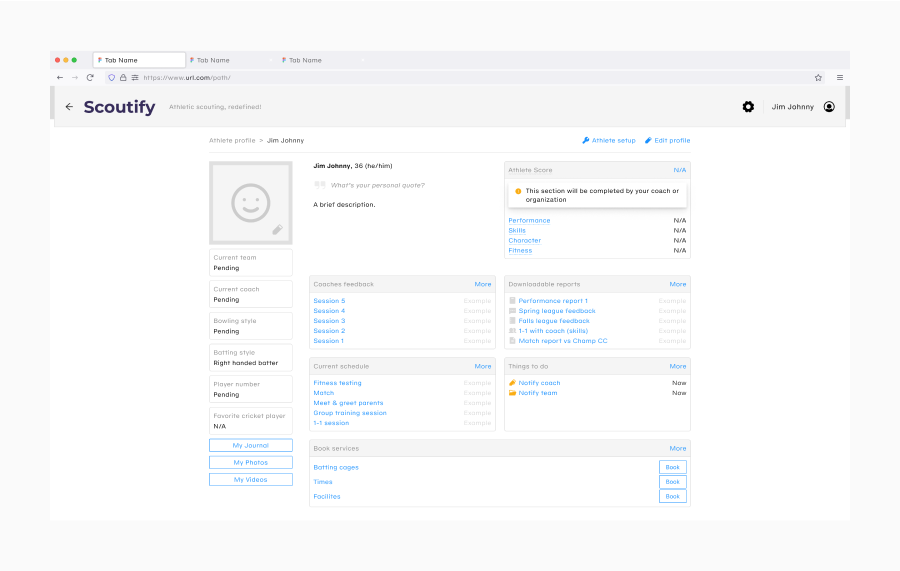 Tab Name
Tab Name
Tab Name
https://www.url.com/path/
Scoutify
Athletic scouting, redefined!
Jim Johnny
Athlete profile > Jim Johnny
Athlete setup
Edit profile
Jim Johnny, 36 (he/him)
What's your personal quote?
A brief description.
Athlete Score N/A
This section will be completed by your coach or
organization
Performance N/A
Skills N/A
Character N/A
Fitness N/A
Current team
Pending
Current coach
Pending
Bowling style
Pending
Batting style
Right handed batter
Player number
Pending
Favorite cricket player
N/A
My Journal
My Photos
My Videos
Coaches feedback More
Session 5 Example
Session 4 Example
Session 3 Example
Session 2 Example
Session 1 Example
Downloadable reports More
Performance report 1 Example
Spring league feedback Example
Falls league feedback Example
1-1 with coach (skills) Example
Match report vs Champ CC Example
Current schedule More
Fitness testing Example
Match Example
Meet & greet parents Example
Group training session Example
1-1 session Example
Things to do More
Notify coach Now
Notify team Now
Book services More
Batting cages Book
Times Book
Facilites Book